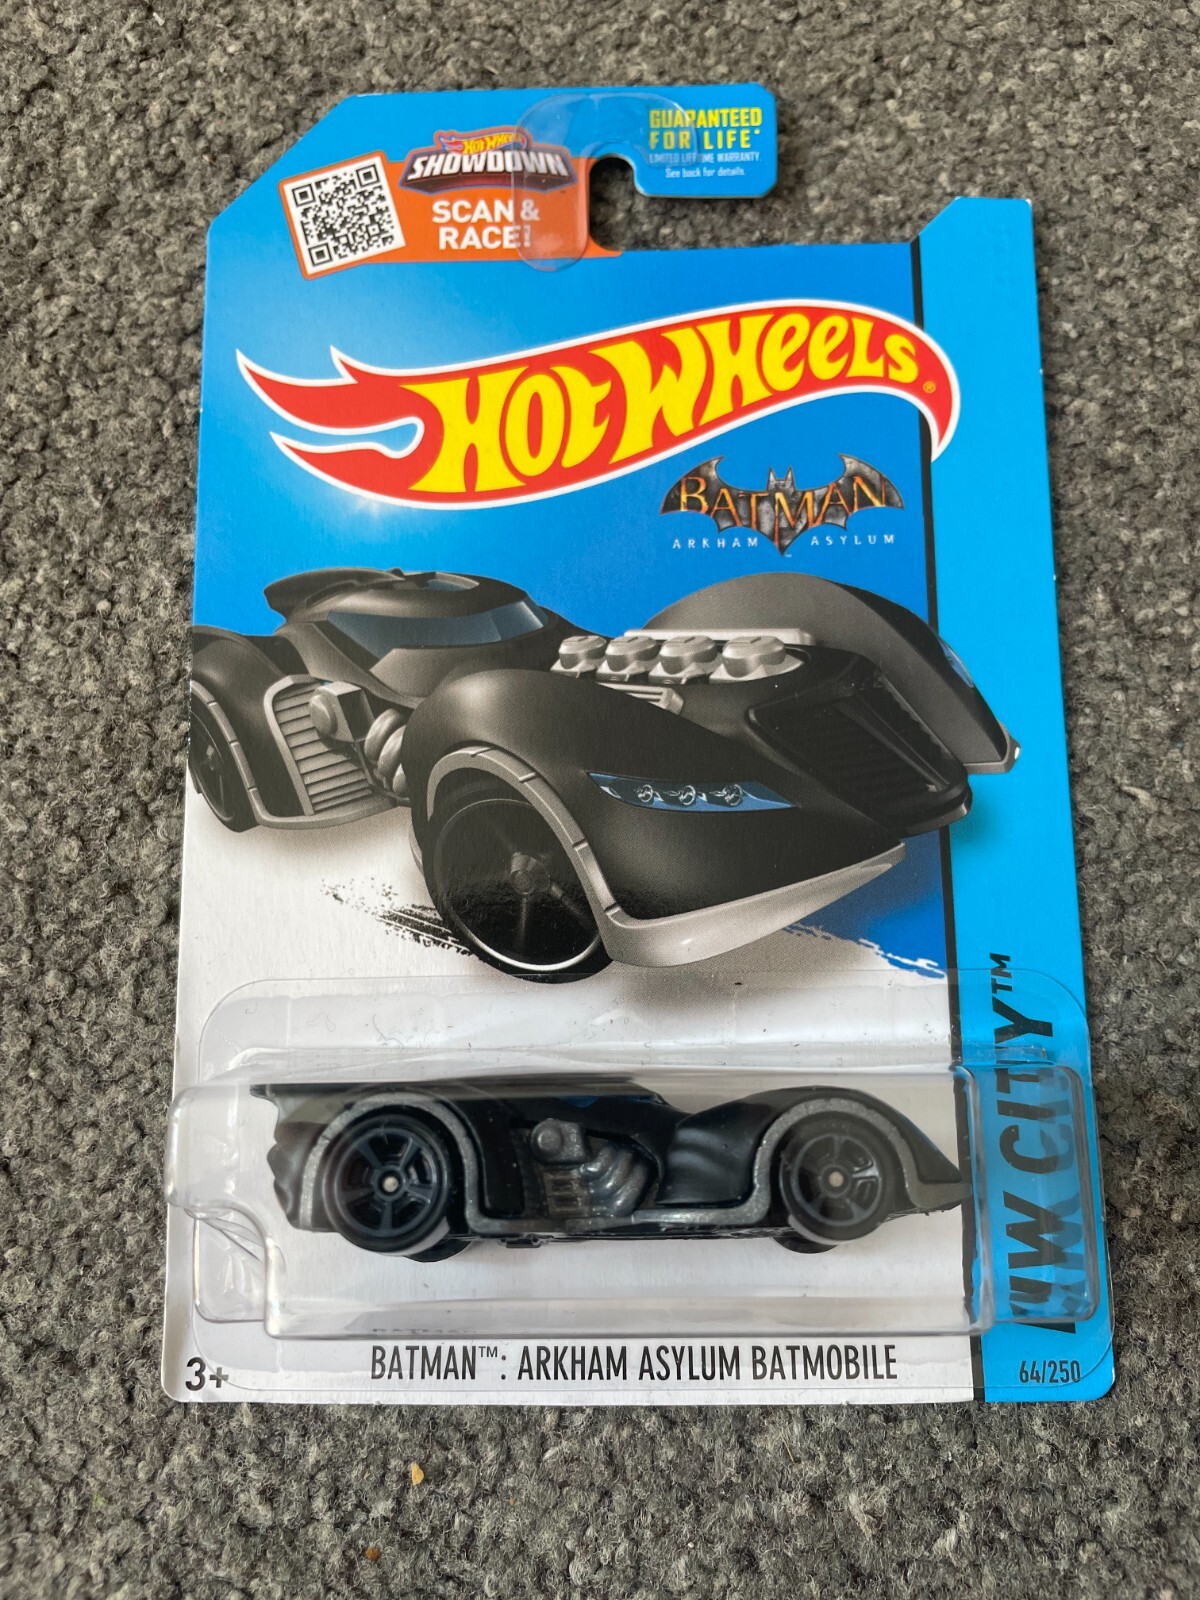 HOT WHEELS
SHOWDOWN
SCAN &
RACE!
GUARANTEED
FOR LIFE*
LIMITED LIFETIME WARRANTY
See back for details.
HOT WHEELS®
BATMAN
ARKHAM ASYLUM
HW CITY™
BATMAN™: ARKHAM ASYLUM BATMOBILE
3+
64/250